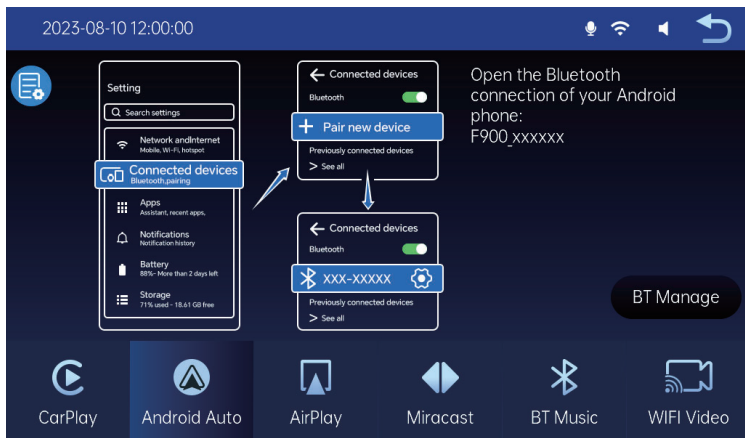 2023-08-10 12:00:00
Setting
Search settings
Network andInternet
Mobile, Wi-Fi, hotspot
Connected devices
Bluetooth,pairing
Apps
Assistant, recent apps,
Notifications
Notification history
Battery
88%- More than 2 days left
Storage
71% used - 18.61 GB free
Connected devices
Bluetooth
Pair new device
Previously connected devices
> See all
Connected devices
Bluetooth
XXX-XXXXX
Previously connected devices
> See all
Open the Bluetooth
connection of your Android
phone:
F900_xxxxxx
BT Manage
CarPlay
Android Auto
AirPlay
Miracast
BT Music
WIFI Video